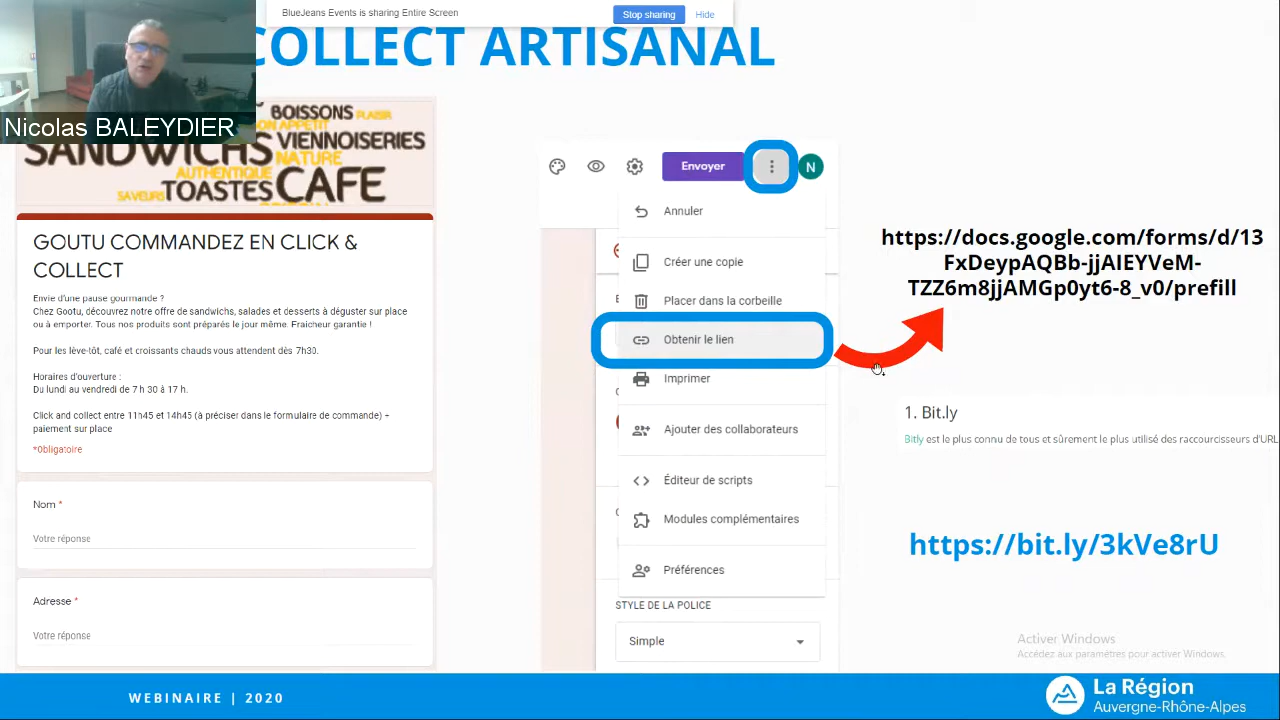 BlueJeans Events is sharing Entire Screen
Stop sharing
Hide
COLLECT ARTISANAL
Nicolas BALEYDIER
BOISSONS PLAISIR
BON APPETIT
SANDWICHS VIENNOISERIES
NATURE
AUTHENTIQUE
SAVEURS TOASTES CAFE
GOUTU COMMANDEZ EN CLICK &
COLLECT
Envie d'une pause gourmande ?
Chez Goutu, découvrez notre offre de sandwichs, salades et desserts à déguster sur place
ou à emporter. Tous nos produits sont préparés le jour même. Fraicheur garantie !
Pour les lève-tôt, café et croissants chauds vous attendent dès 7h30.
Horaires d'ouverture :
Du lundi au vendredi de 7 h 30 à 17 h.
Click and collect entre 11h45 et 14h45 (à préciser dans le formulaire de commande) +
paiement sur place
*Obligatoire
Nom *
Votre réponse
Adresse *
Votre réponse
Envoyer
N
Annuler
Créer une copie
Placer dans la corbeille
Obtenir le lien
Imprimer
Ajouter des collaborateurs
Éditeur de scripts
Modules complémentaires
Préférences
STYLE DE LA POLICE
Simple
https://docs.google.com/forms/d/13
FxDeypAQBb-jjAIEYVeM-
TZZ6m8jjAMGp0yt6-8_v0/prefill
1. Bit.ly
Bitly est le plus connu de tous et sûrement le plus utilisé des raccourcisseurs d'URL
https://bit.ly/3kVe8rU
Activer Windows
Accédez aux paramètres pour activer Windows.
WEBINAIRE | 2020
La Région
Auvergne-Rhône-Alpes